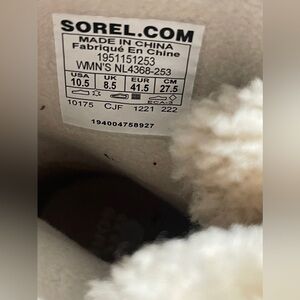 SOREL.COM
MADE IN CHINA
Fabriqué En Chine
1951151253
WMN'S NL4368-253
USA UK EUR CM
10.5 8.5 41.5 27.5
ECA-S
10175 CJF 1221 222
194004758927